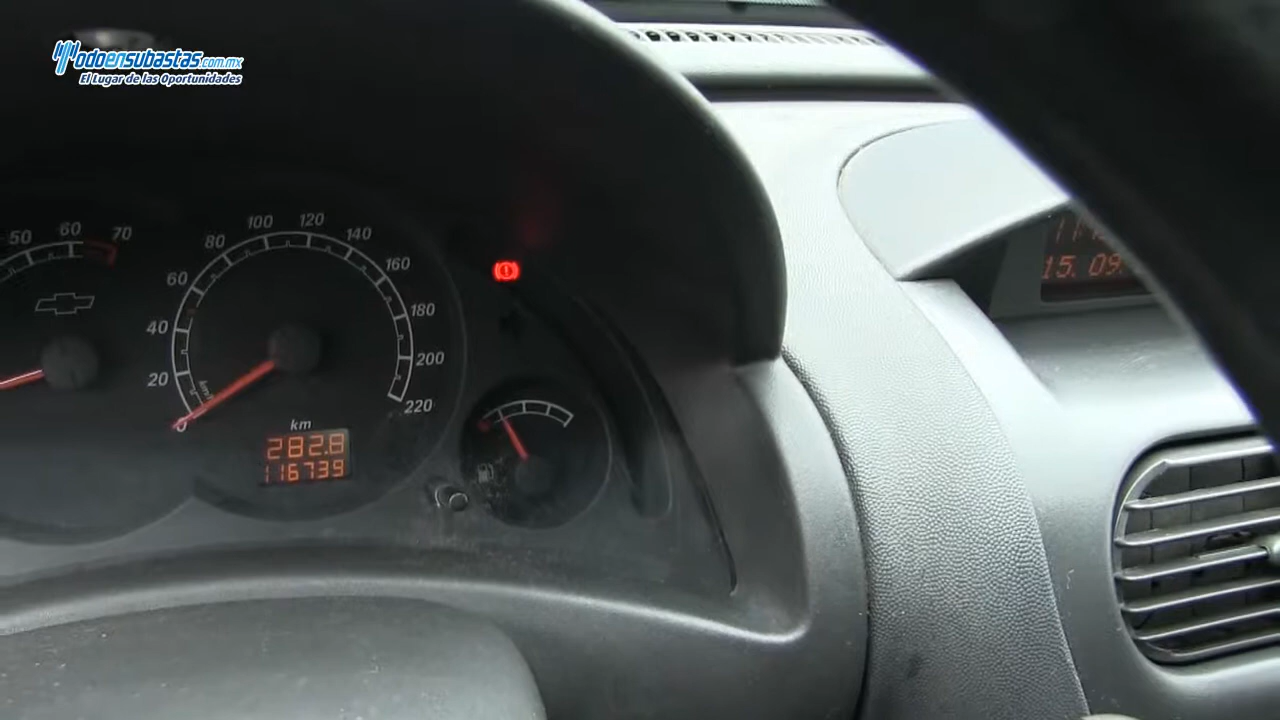 todoensubastas.com.mx
El Lugar de las Oportunidades
50 60 70
20 40 60 80 100 120 140 160 180 200 220
0
km/h
km
282.8
116739
15. 09